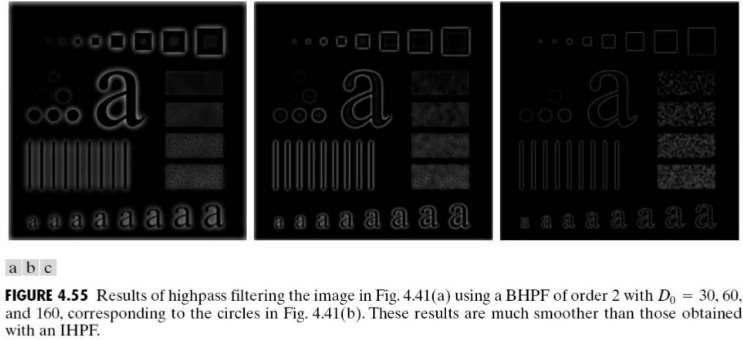 a
a a a a a a a a
a
a a a a a a a a
a
a a a a a a a a
a b c
FIGURE 4.55 Results of highpass filtering the image in Fig. 4.41(a) using a BHPF of order 2 with D₀ = 30, 60,
and 160, corresponding to the circles in Fig. 4.41(b). These results are much smoother than those obtained
with an IHPF.